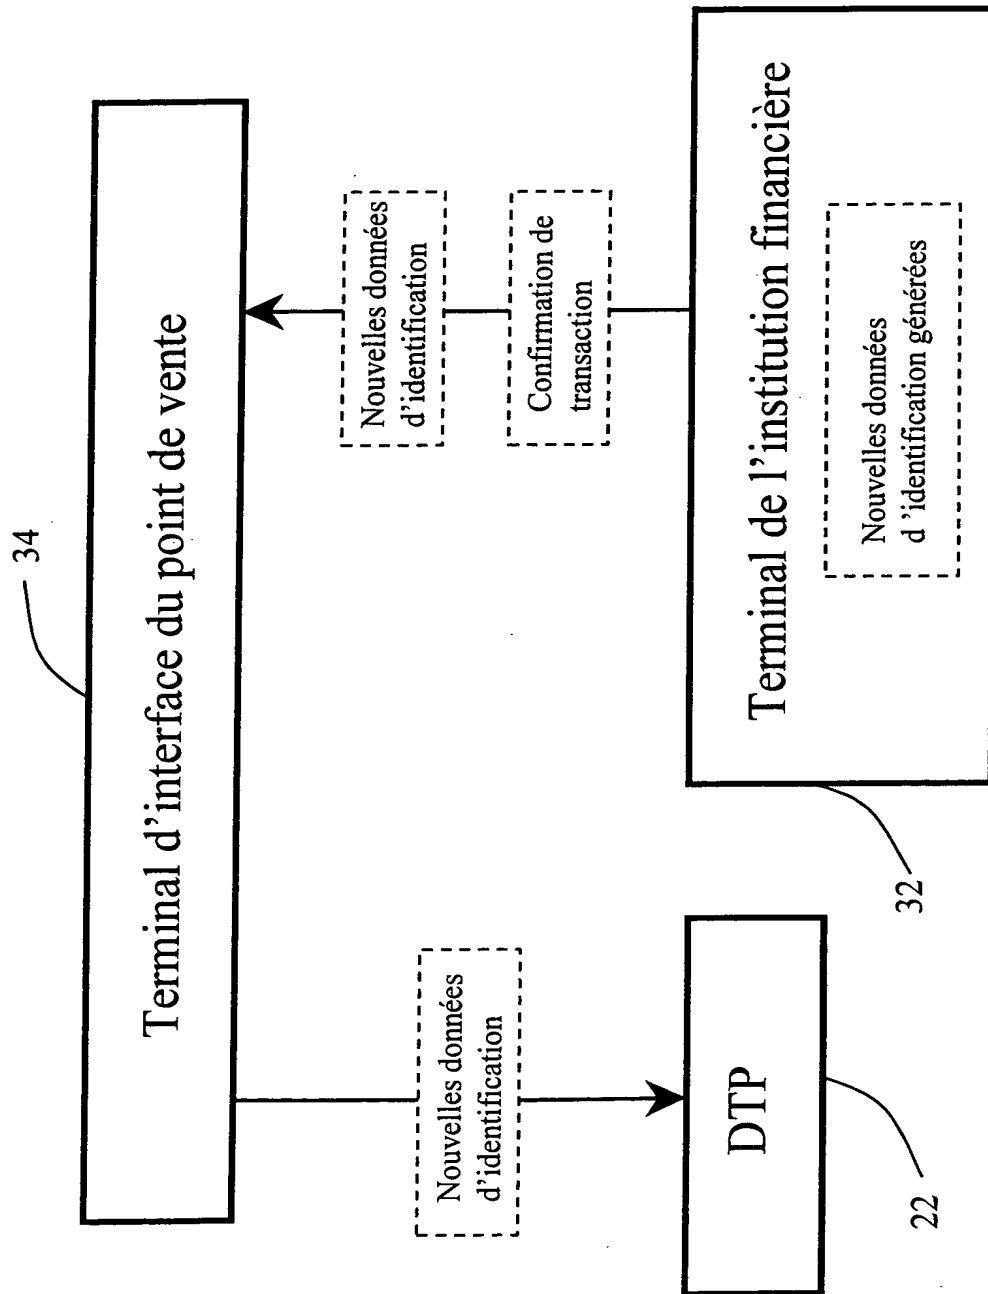 34
Terminal d'interface du point de vente
Nouvelles données
d'identification
Nouvelles données
d'identification
Confirmation de
transaction
DTP
22
32
Terminal de l'institution financière
Nouvelles données
d'identification générées